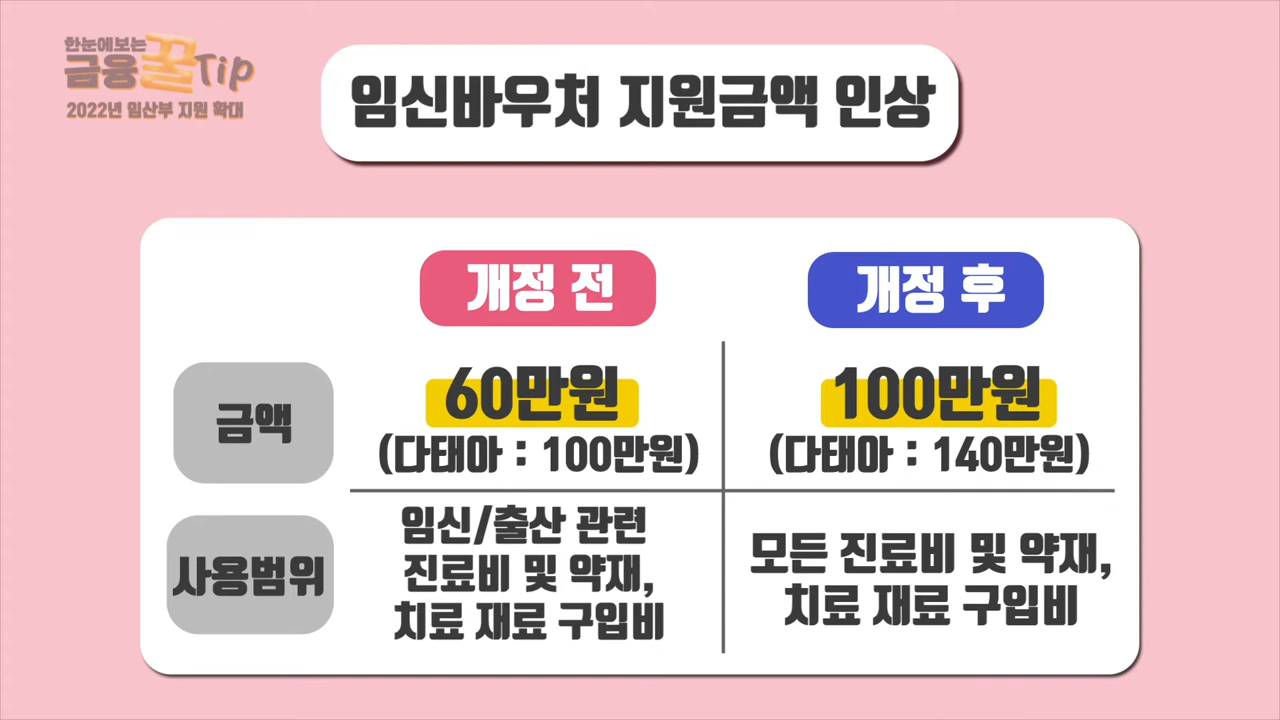 한눈에보는
금융꿀Tip
2022년 임산부 지원 확대
임신바우처 지원금액 인상
개정 전
개정 후
금액
60만원
(다태아 : 100만원)
100만원
(다태아 : 140만원)
사용범위
임신/출산 관련
진료비 및 약재,
치료 재료 구입비
모든 진료비 및 약재,
치료 재료 구입비